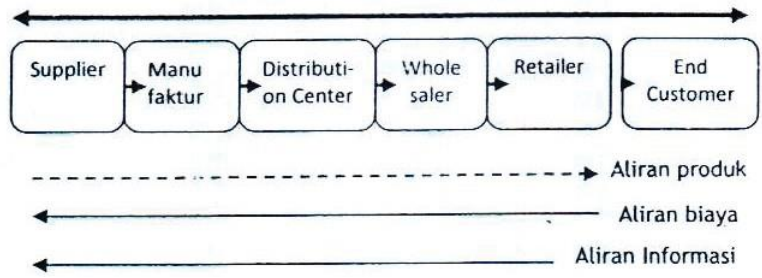 Supplier
Manu
faktur
Distributi-
on Center
Whole
saler
Retailer
End
Customer
Aliran produk
Aliran biaya
Aliran Informasi